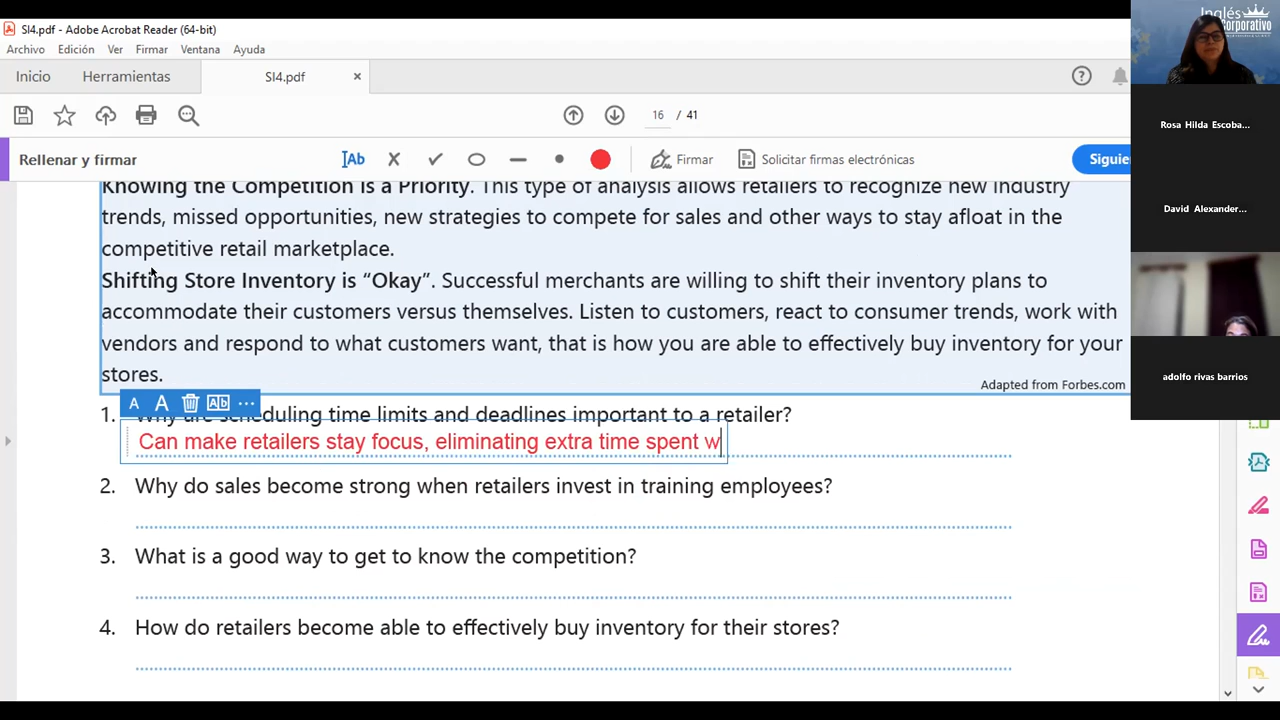 SI4.pdf - Adobe Acrobat Reader (64-bit)
Archivo Edición Ver Firmar Ventana Ayuda
Inicio Herramientas SI4.pdf ×
16 / 41
Rellenar y firmar
Ab
Firmar
Solicitar firmas electrónicas
Siguie
Knowing the Competition is a Priority. This type of analysis allows retailers to recognize new industry
trends, missed opportunities, new strategies to compete for sales and other ways to stay afloat in the
competitive retail marketplace.
Shifting Store Inventory is “Okay”. Successful merchants are willing to shift their inventory plans to
accommodate their customers versus themselves. Listen to customers, react to consumer trends, work with
vendors and respond to what customers want, that is how you are able to effectively buy inventory for your
stores.
Adapted from Forbes.com
A A Ab ...
1. Why are scheduling time limits and deadlines important to a retailer?
Can make retailers stay focus, eliminating extra time spent w
2. Why do sales become strong when retailers invest in training employees?
3. What is a good way to get to know the competition?
4. How do retailers become able to effectively buy inventory for their stores?
Inglés
Corporativo
Rosa Hilda Escoba...
David Alexander...
adolfo rivas barrios